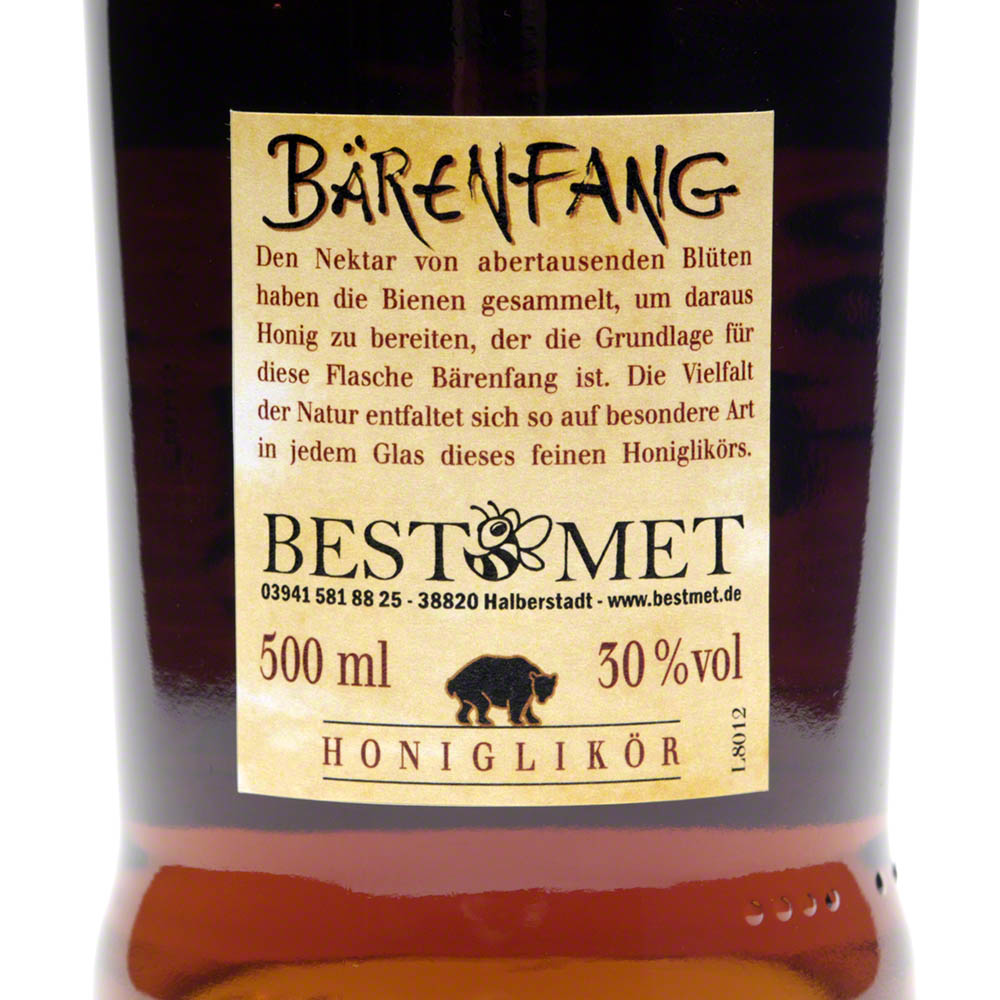 BÄRENFANG
Den Nektar von abertausenden Blüten
haben die Bienen gesammelt, um daraus
Honig zu bereiten, der die Grundlage für
diese Flasche Bärenfang ist. Die Vielfalt
der Natur entfaltet sich so auf besondere Art
in jedem Glas dieses feinen Honiglikörs.
BEST MET
03941 581 88 25 - 38820 Halberstadt - www.bestmet.de
500 ml 30 %vol
HONIGLIKÖR
L8012